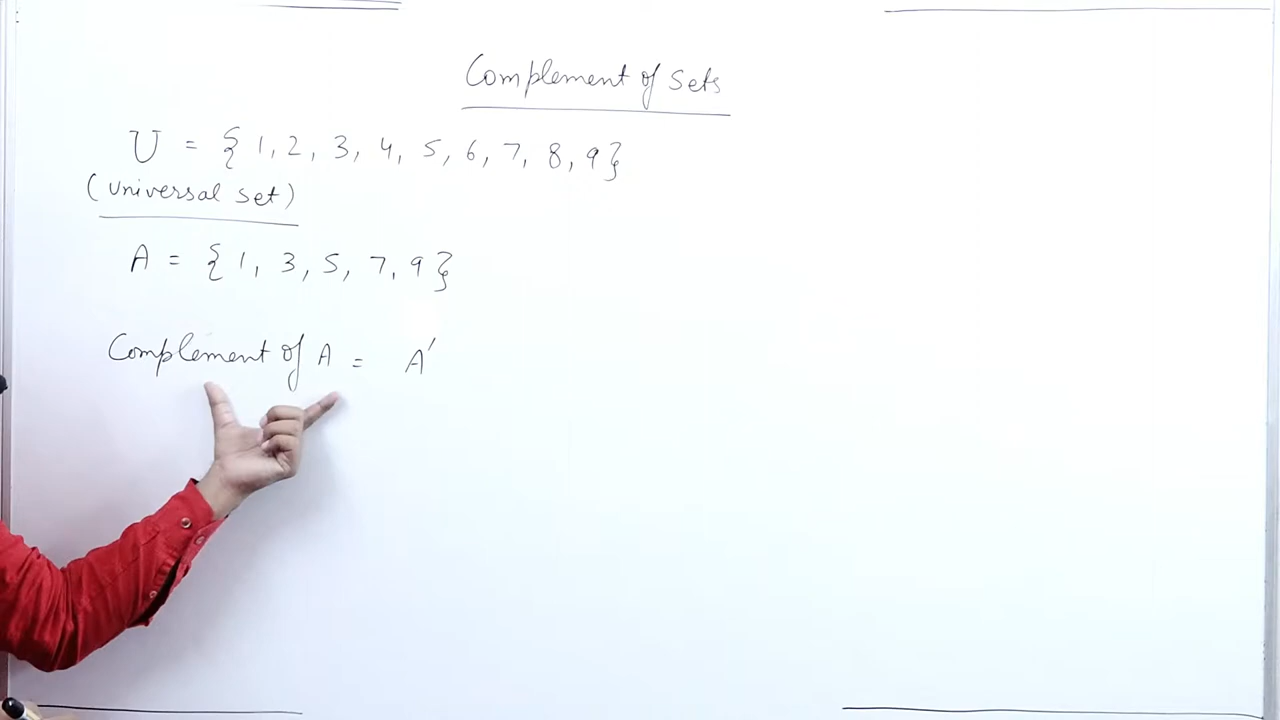 Complement of Sets
U = { 1, 2, 3, 4, 5, 6, 7, 8, 9}
(Universal set)
A = { 1, 3, 5, 7, 9}
Complement of A = A'